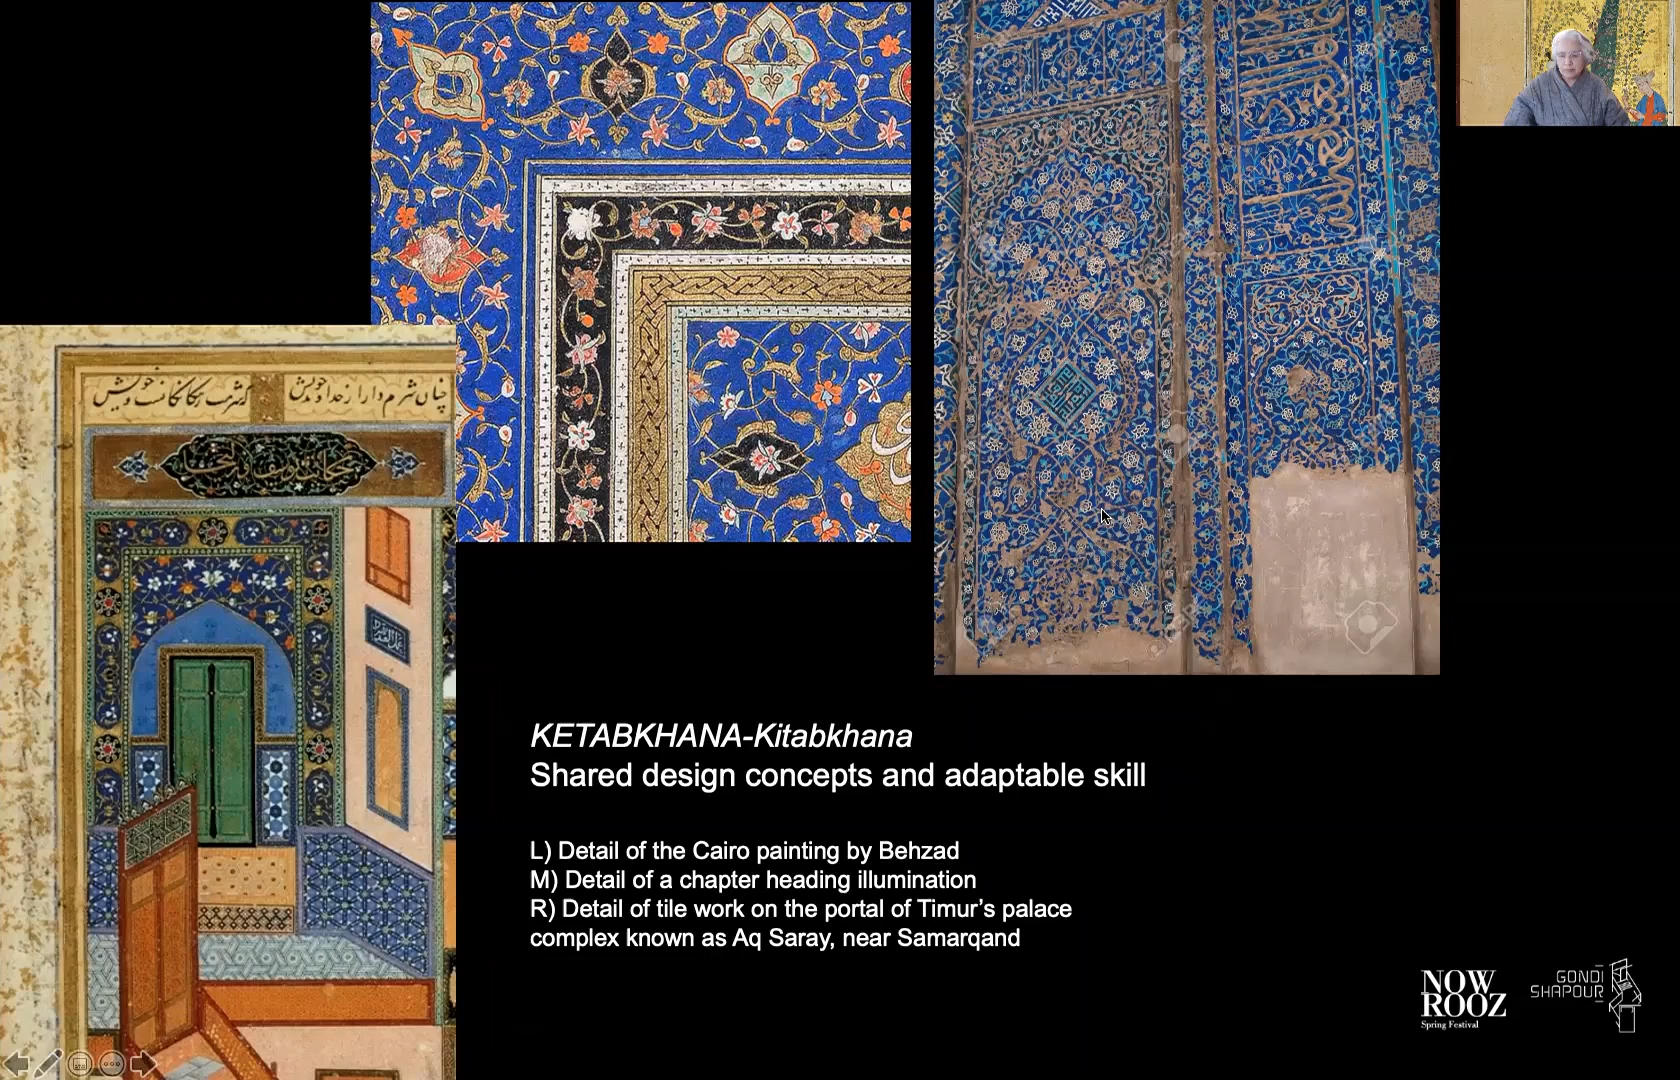 KETABKHANA-Kitabkhana
Shared design concepts and adaptable skill
L) Detail of the Cairo painting by Behzad
M) Detail of a chapter heading illumination
R) Detail of tile work on the portal of Timur’s palace
complex known as Aq Saray, near Samarqand
NOW
ROOZ
Spring Festival
GONDI
SHAPOUR